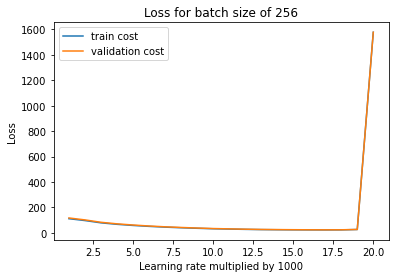 Loss for batch size of 256
train cost
validation cost
1600
1400
1200
1000
800
600
400
200
0
Loss
2.5 5.0 7.5 10.0 12.5 15.0 17.5 20.0
Learning rate multiplied by 1000